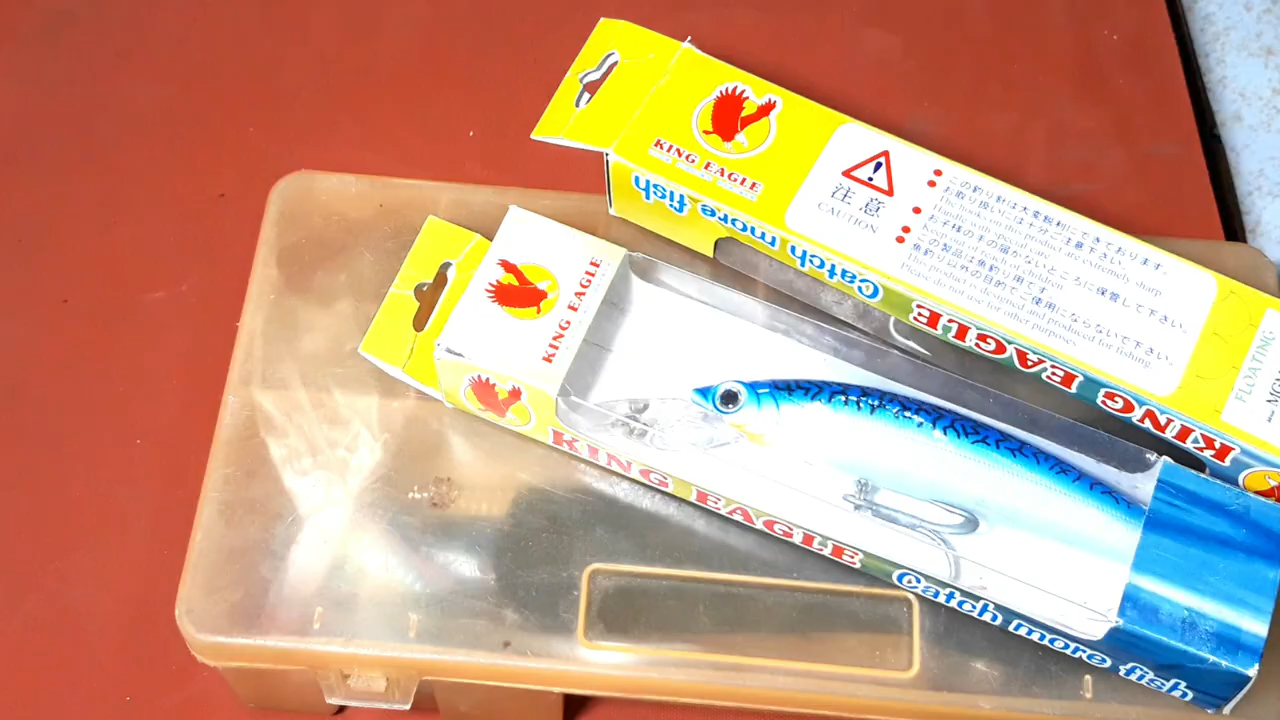 KING EAGLE
注意
CAUTION
この釣り針は大変鋭利にできております。
お取り扱いには十分ご注意下さい。
The hooks on this product are extremely sharp
Handle with special care
お子様の手の届かないところに保管して下さい。
Keep out of reach of children
この製品は魚釣り用です
魚釣り以外の目的でご使用にならないで下さい。
The product is designed and produced for fishing.
Please do not use for other purposes
FLOATING
Catch more fish
KING EAGLE
KING EAGLE
KING EAGLE
Catch more fish